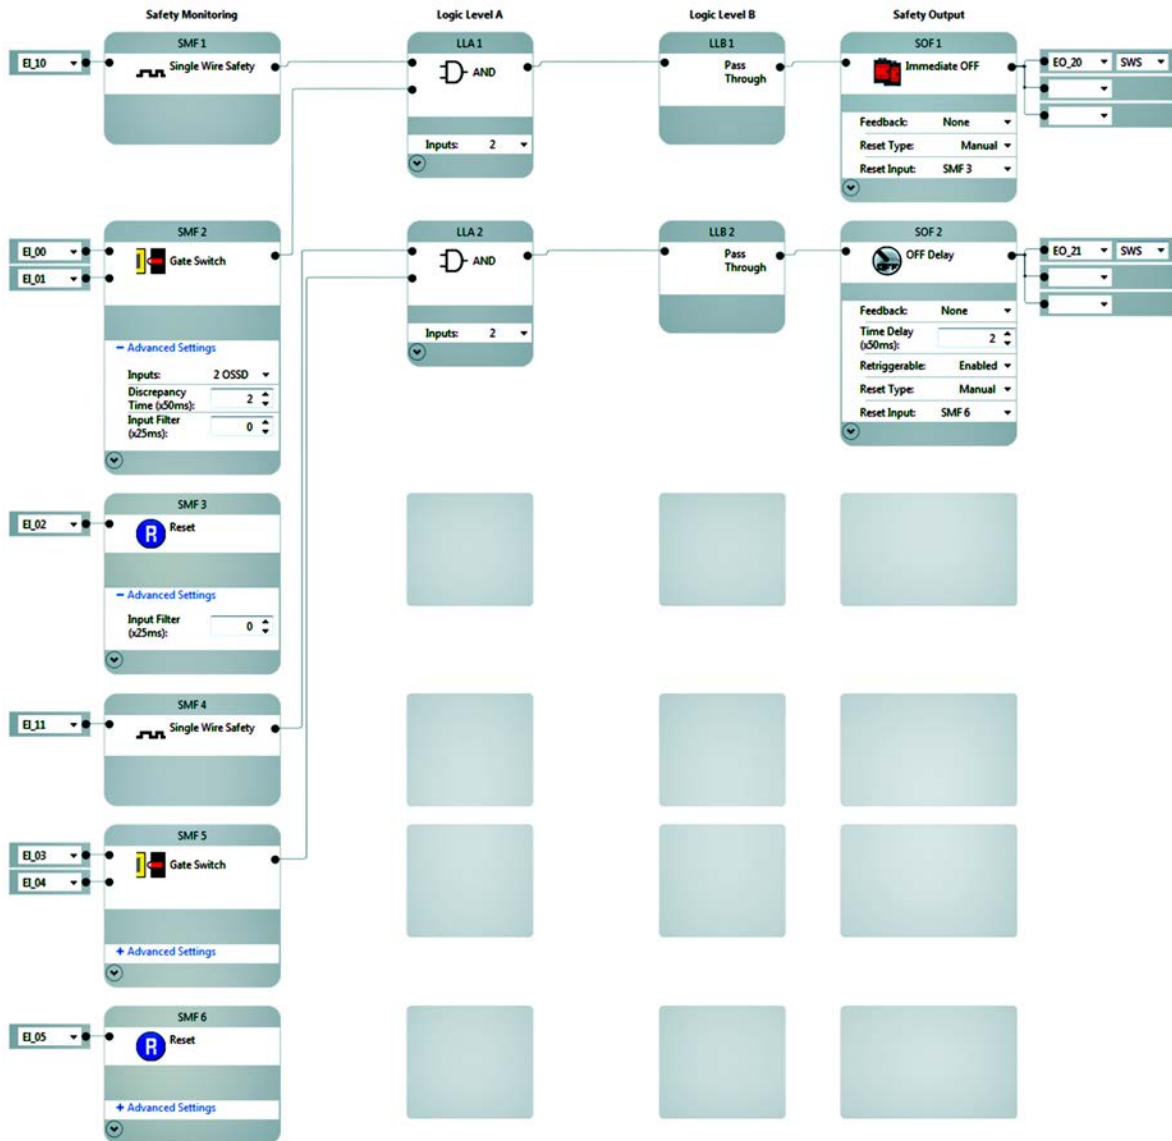 Safety Monitoring
Logic Level A
Logic Level B
Safety Output
EI_10
SMF 1
Single Wire Safety
LLA 1
AND
Inputs: 2
LLB 1
Pass
Through
SOF 1
Immediate OFF
Feedback: None
Reset Type: Manual
Reset Input: SMF 3
EO_20 SWS
EI_00
EI_01
SMF 2
Gate Switch
Advanced Settings
Inputs: 2 OSSD
Discrepancy
Time (x50ms): 2
Input Filter
(x25ms): 0
LLA 2
AND
Inputs: 2
LLB 2
Pass
Through
SOF 2
OFF
OFF Delay
Feedback: None
Time Delay
(x50ms): 2
Retriggerable: Enabled
Reset Type: Manual
Reset Input: SMF 6
EO_21 SWS
EI_02
SMF 3
R
Reset
Advanced Settings
Input Filter
(x25ms): 0
EI_11
SMF 4
Single Wire Safety
EI_03
EI_04
SMF 5
Gate Switch
+ Advanced Settings
EI_05
SMF 6
R
Reset
+ Advanced Settings